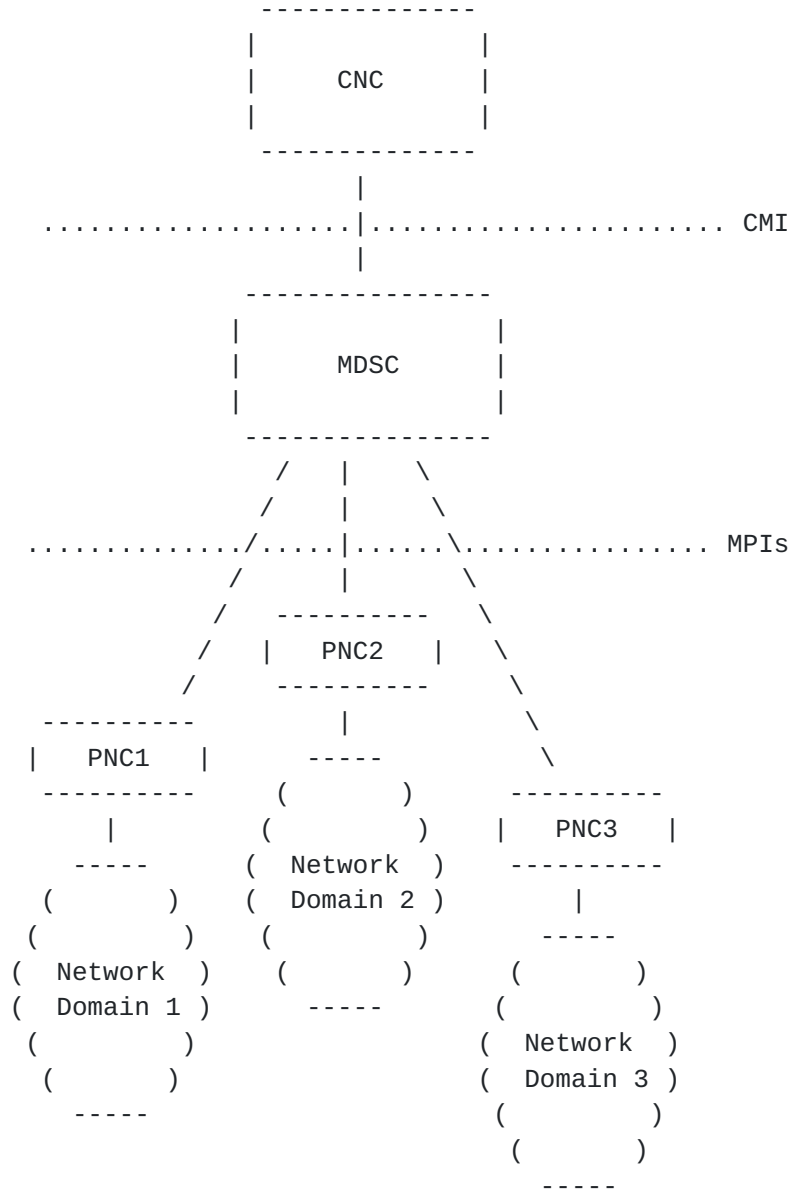 CNC
CMI
MDSC
MPIs
PNC2
PNC1
PNC3
Network
Domain 2
Network
Domain 1
Network
Domain 3